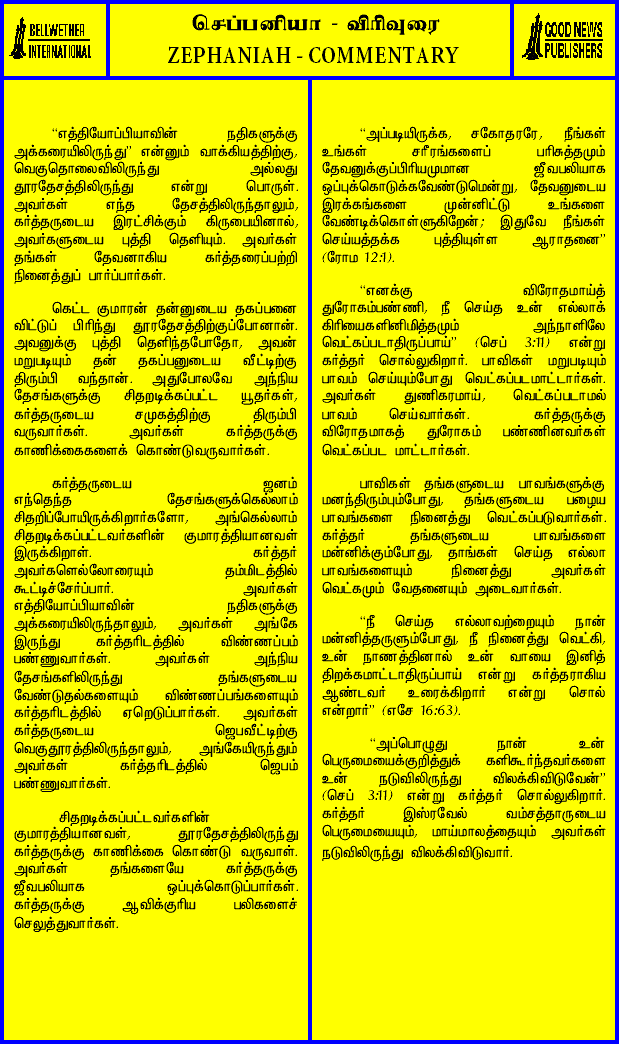 BELLWETHER
INTERNATIONAL
செப்பனியா - விரிவுரை
ZEPHANIAH - COMMENTARY
GOOD NEWS
PUBLISHERS
“எத்தியோப்பியாவின் நதிகளுக்கு
அக்கரையிலிருந்து” என்னும் வாக்கியத்திற்கு,
வெகுதொலைவிலிருந்து அல்லது
தூரதேசத்திலிருந்து என்று பொருள்.
அவர்கள் எந்த தேசத்திலிருந்தாலும்,
கர்த்தருடைய இரட்சிக்கும் கிருபையினால்,
அவர்களுடைய புத்தி தெளியும். அவர்கள்
தங்கள் தேவனாகிய கர்த்தரைப்பற்றி
நினைத்துப் பார்ப்பார்கள்.
கெட்ட குமாரன் தன்னுடைய தகப்பனை
விட்டுப் பிரிந்து தூரதேசத்திற்குப்போனான்.
அவனுக்கு புத்தி தெளிந்தபோதோ, அவன்
மறுபடியும் தன் தகப்பனுடைய வீட்டிற்கு
திரும்பி வந்தான். அதுபோலவே அந்நிய
தேசங்களுக்கு சிதறடிக்கப்பட்ட யூதர்கள்,
கர்த்தருடைய சமுகத்திற்கு திரும்பி
வருவார்கள். அவர்கள் கர்த்தருக்கு
காணிக்கைகளைக் கொண்டுவருவார்கள்.
கர்த்தருடைய ஜனம்
எந்தெந்த தேசங்களுக்கெல்லாம்
சிதறிப்போயிருக்கிறார்களோ, அங்கெல்லாம்
சிதறடிக்கப்பட்டவர்களின் குமாரத்தியானவள்
இருக்கிறாள். கர்த்தர்
அவர்களெல்லோரையும் தம்மிடத்தில்
கூட்டிச்சேர்ப்பார். அவர்கள்
எத்தியோப்பியாவின் நதிகளுக்கு
அக்கரையிலிருந்தாலும், அவர்கள் அங்கே
இருந்து கர்த்தரிடத்தில் விண்ணப்பம்
பண்ணுவார்கள். அவர்கள் அந்நிய
தேசங்களிலிருந்து தங்களுடைய
வேண்டுதல்களையும் விண்ணப்பங்களையும்
கர்த்தரிடத்தில் ஏறெடுப்பார்கள். அவர்கள்
கர்த்தருடைய ஜெபவீட்டிற்கு
வெகுதூரத்திலிருந்தாலும், அங்கேயிருந்தும்
அவர்கள் கர்த்தரிடத்தில் ஜெபம்
பண்ணுவார்கள்.
சிதறடிக்கப்பட்டவர்களின்
குமாரத்தியானவள், தூரதேசத்திலிருந்து
கர்த்தருக்கு காணிக்கை கொண்டு வருவாள்.
அவர்கள் தங்களையே கர்த்தருக்கு
ஜீவபலியாக ஒப்புக்கொடுப்பார்கள்.
கர்த்தருக்கு ஆவிக்குரிய பலிகளைச்
செலுத்துவார்கள்.
“அப்படியிருக்க, சகோதரரே, நீங்கள்
உங்கள் சரீரங்களைப் பரிசுத்தமும்
தேவனுக்குப்பிரியமுமான ஜீவபலியாக
ஒப்புக்கொடுக்கவேண்டுமென்று, தேவனுடைய
இரக்கங்களை முன்னிட்டு உங்களை
வேண்டிக்கொள்ளுகிறேன்; இதுவே நீங்கள்
செய்யத்தக்க புத்தியுள்ள ஆராதனை”
(ரோம 12:1).
“எனக்கு விரோதமாய்த்
துரோகம்பண்ணி, நீ செய்த உன் எல்லாக்
கிரியைகளினிமித்தமும் அந்நாளிலே
வெட்கப்படாதிருப்பாய்” (செப் 3:11) என்று
கர்த்தர் சொல்லுகிறார். பாவிகள் மறுபடியும்
பாவம் செய்யும்போது வெட்கப்படமாட்டார்கள்.
அவர்கள் துணிகரமாய், வெட்கப்படாமல்
பாவம் செய்வார்கள். கர்த்தருக்கு
விரோதமாகத் துரோகம் பண்ணினவர்கள்
வெட்கப்பட மாட்டார்கள்.
பாவிகள் தங்களுடைய பாவங்களுக்கு
மனந்திரும்பும்போது, தங்களுடைய பழைய
பாவங்களை நினைத்து வெட்கப்படுவார்கள்.
கர்த்தர் தங்களுடைய பாவங்களை
மன்னிக்கும்போது, தாங்கள் செய்த எல்லா
பாவங்களையும் நினைத்து அவர்கள்
வெட்கமும் வேதனையும் அடைவார்கள்.
“நீ செய்த எல்லாவற்றையும் நான்
மன்னித்தருளும்போது, நீ நினைத்து வெட்கி,
உன் நாணத்தினால் உன் வாயை இனித்
திறக்கமாட்டாதிருப்பாய் என்று கர்த்தராகிய
ஆண்டவர் உரைக்கிறார் என்று சொல்
என்றார்” (எசே 16:63).
“அப்பொழுது நான் உன்
பெருமையைக்குறித்துக் களிகூர்ந்தவர்களை
உன் நடுவிலிருந்து விலக்கிவிடுவேன்”
(செப் 3:11) என்று கர்த்தர் சொல்லுகிறார்.
கர்த்தர் இஸ்ரவேல் வம்சத்தாருடைய
பெருமையையும், மாய்மாலத்தையும் அவர்கள்
நடுவிலிருந்து விலக்கிவிடுவார்.